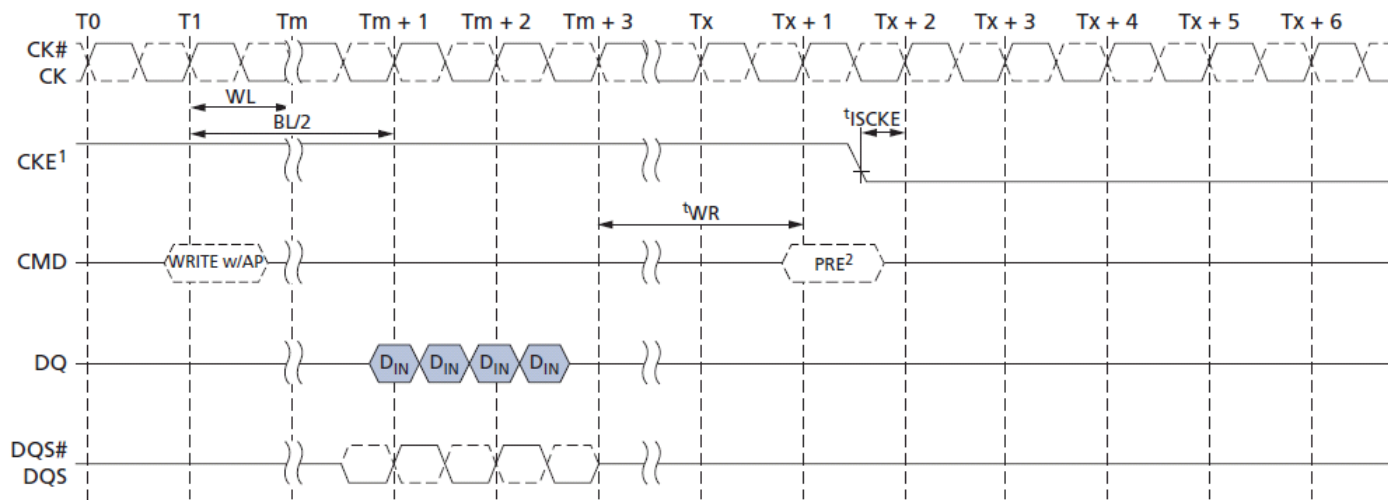 T0 T1 Tm Tm + 1 Tm + 2 Tm + 3 Tx Tx + 1 Tx + 2 Tx + 3 Tx + 4 Tx + 5 Tx + 6
CK#
CK
WL
BL/2
tISCKE
CKE1
tWR
CMD WRITE w/AP PRE2
DQ DIN DIN DIN DIN
DQS#
DQS